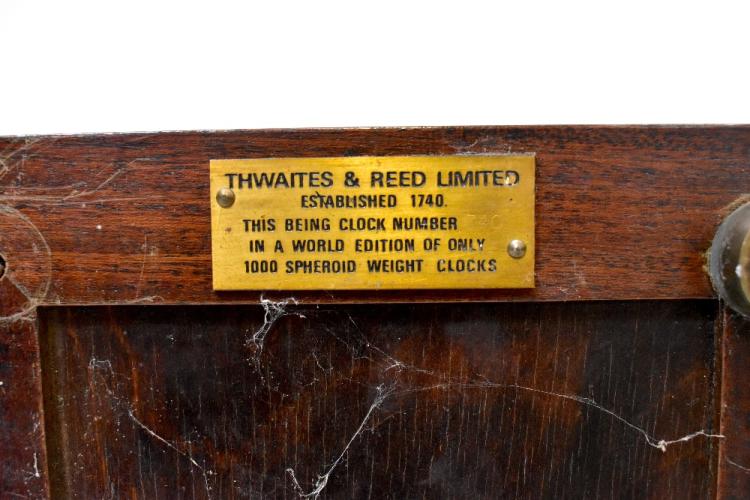 THWAITES & REED LIMITED
ESTABLISHED 1740.
THIS BEING CLOCK NUMBER
IN A WORLD EDITION OF ONLY
1000 SPHEROID WEIGHT CLOCKS